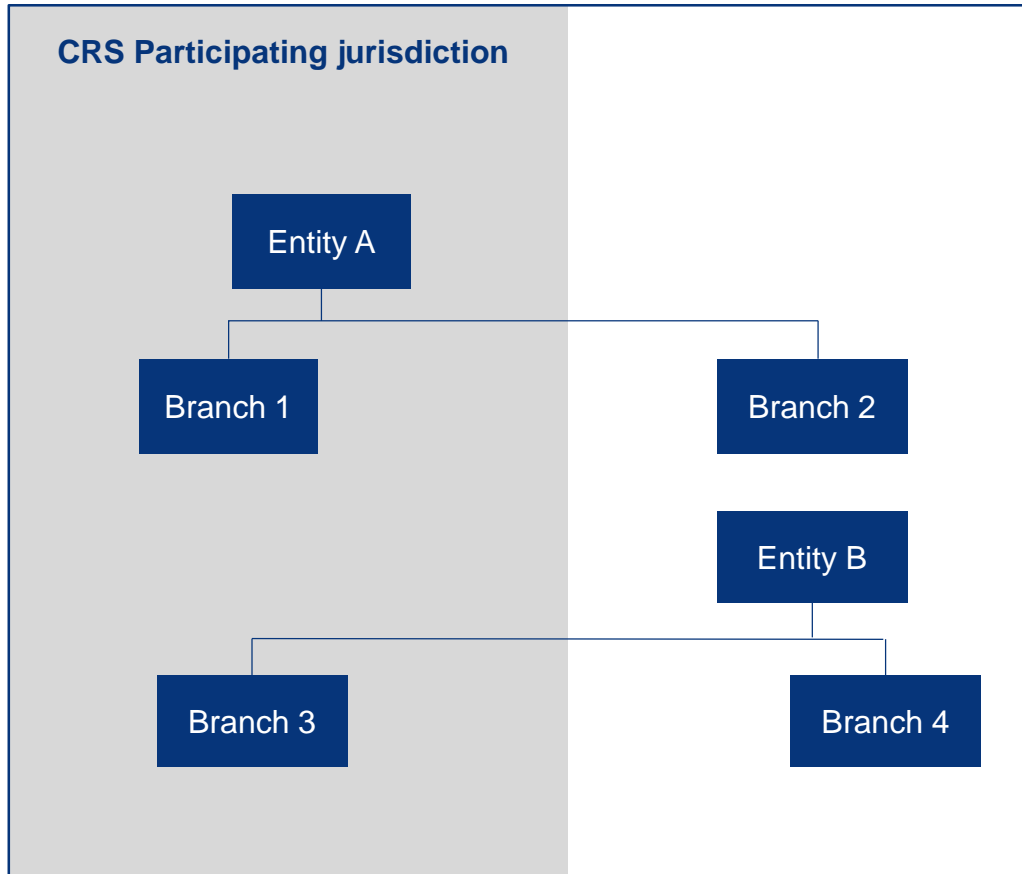 CRS Participating jurisdiction
Entity A
Branch 1
Branch 2
Entity B
Branch 3
Branch 4